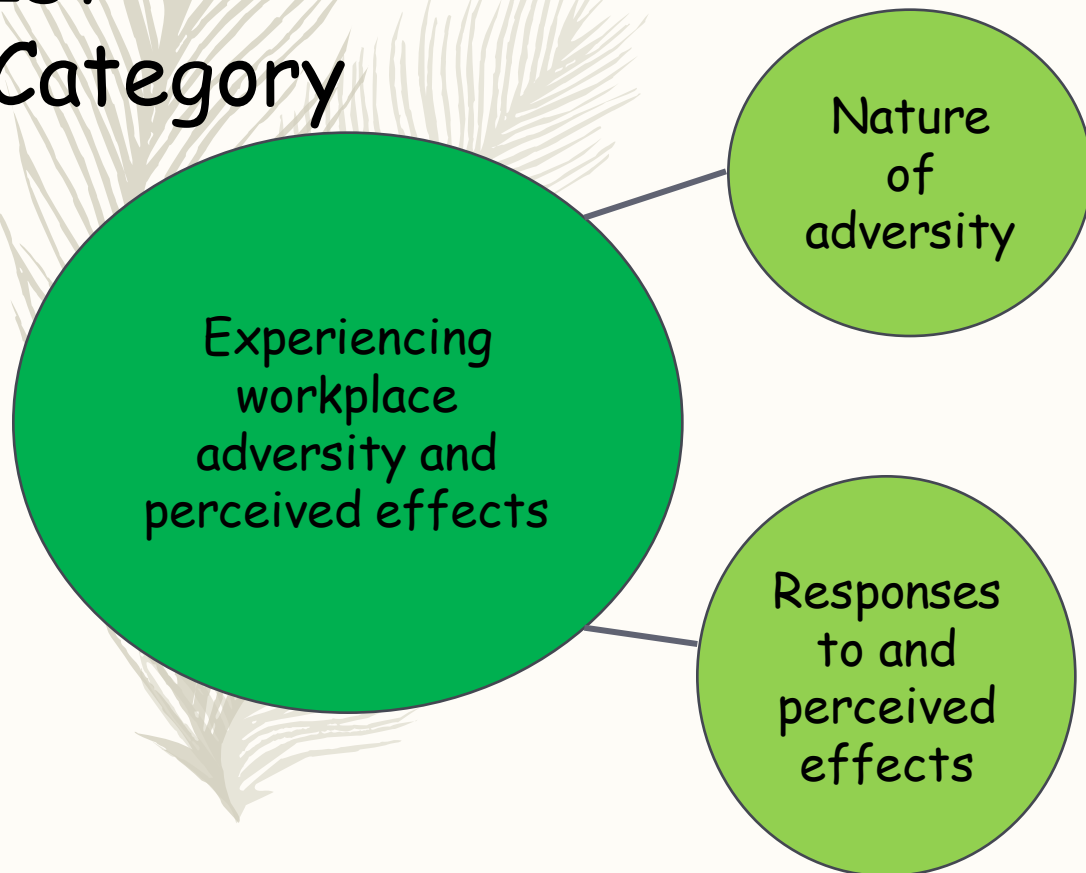 Category
Nature
of
adversity
Experiencing
workplace
adversity and
perceived effects
Responses
to and
perceived
effects